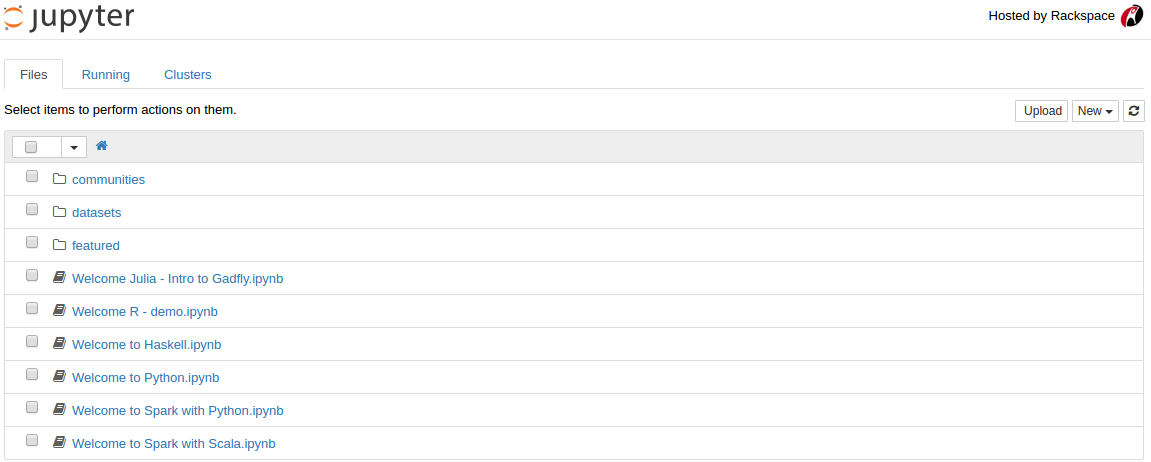 jupyter
Hosted by Rackspace
Files Running Clusters
Select items to perform actions on them.
Upload New
communities
datasets
featured
Welcome Julia - Intro to Gadfly.ipynb
Welcome R - demo.ipynb
Welcome to Haskell.ipynb
Welcome to Python.ipynb
Welcome to Spark with Python.ipynb
Welcome to Spark with Scala.ipynb